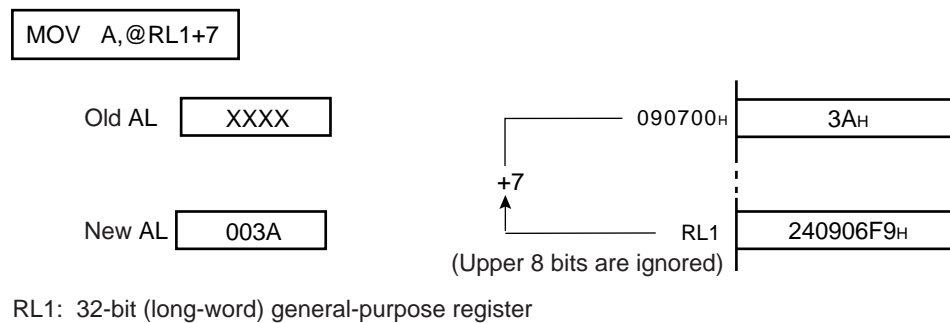 MOV A,@RL1+7
Old AL XXXX
090700H 3AH
+7
New AL 003A
RL1 240906F9H
(Upper 8 bits are ignored)
RL1: 32-bit (long-word) general-purpose register